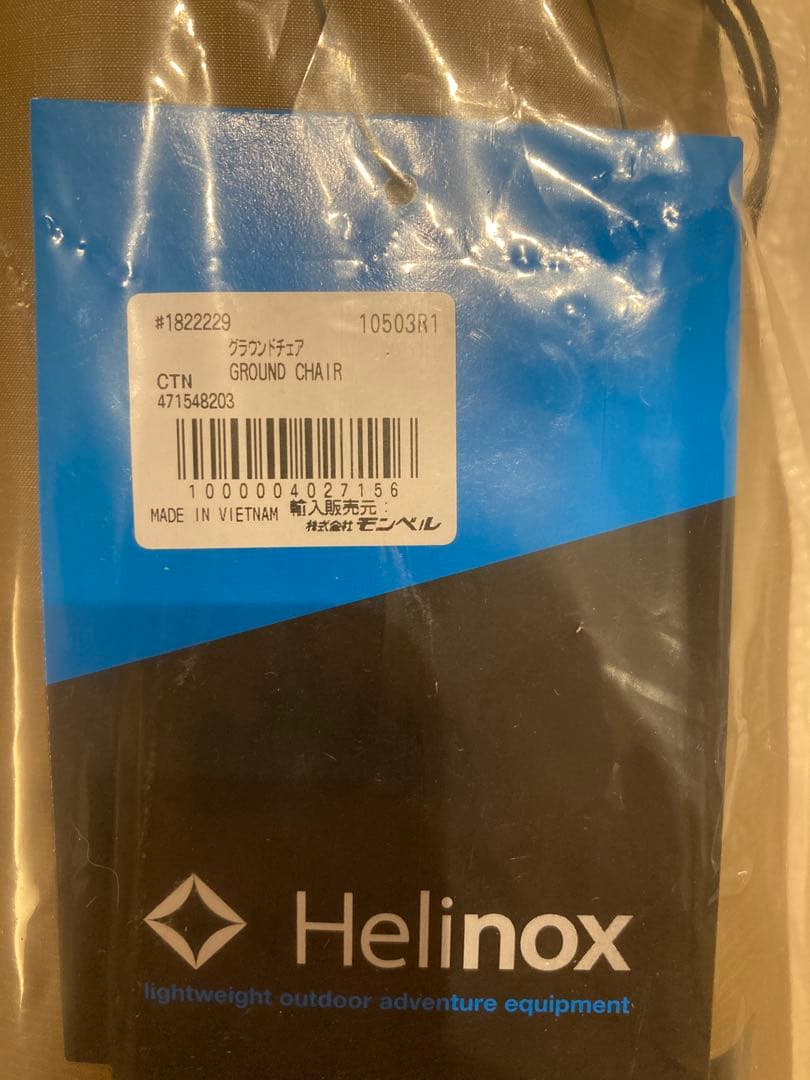 #1822229 10503R1
グラウンドチェア
CTN GROUND CHAIR
471548203
1000004027156
MADE IN VIETNAM 輸入販売元:
株式会社 モンベル
Helinox
lightweight outdoor adventure equipment